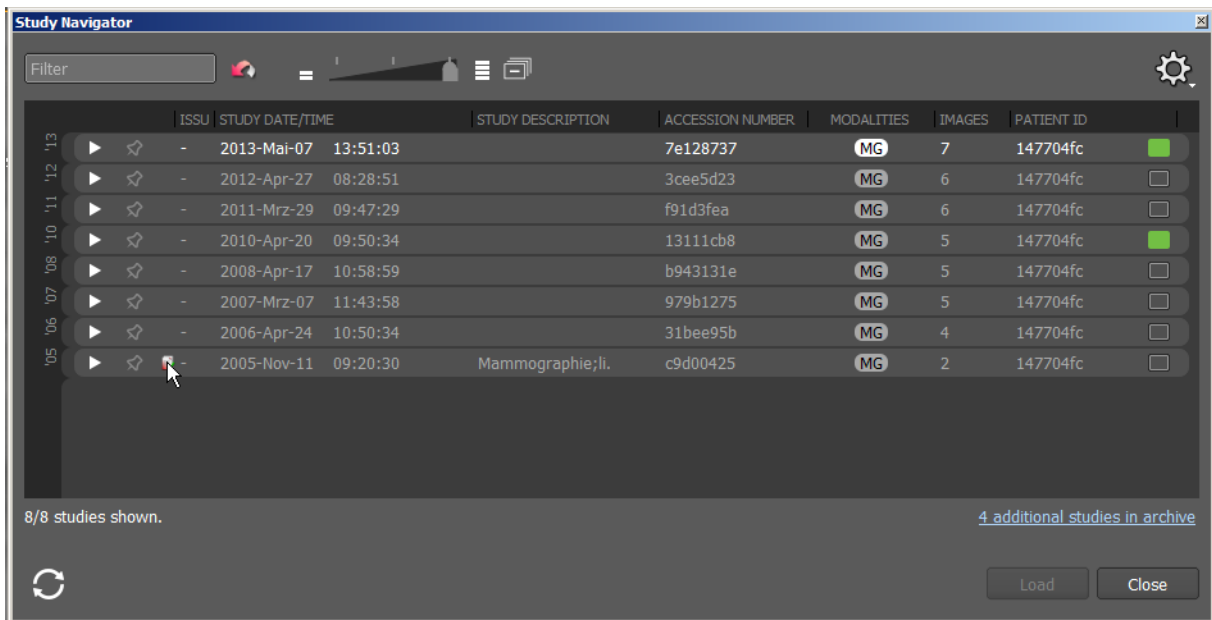 Study Navigator
Filter
ISSU STUDY DATE/TIME STUDY DESCRIPTION ACCESSION NUMBER MODALITIES IMAGES PATIENT ID
'13 - 2013-Mai-07 13:51:03 7e128737 MG 7 147704fc
'12 - 2012-Apr-27 08:28:51 3cee5d23 MG 6 147704fc
'11 - 2011-Mrz-29 09:47:29 f91d3fea MG 6 147704fc
'10 - 2010-Apr-20 09:50:34 13111cb8 MG 5 147704fc
'08 - 2008-Apr-17 10:58:59 b943131e MG 5 147704fc
'07 - 2007-Mrz-07 11:43:58 979b1275 MG 5 147704fc
'06 - 2006-Apr-24 10:50:34 31bee95b MG 4 147704fc
'05 - 2005-Nov-11 09:20:30 Mammographie;li. c9d00425 MG 2 147704fc
8/8 studies shown. 4 additional studies in archive
Load Close